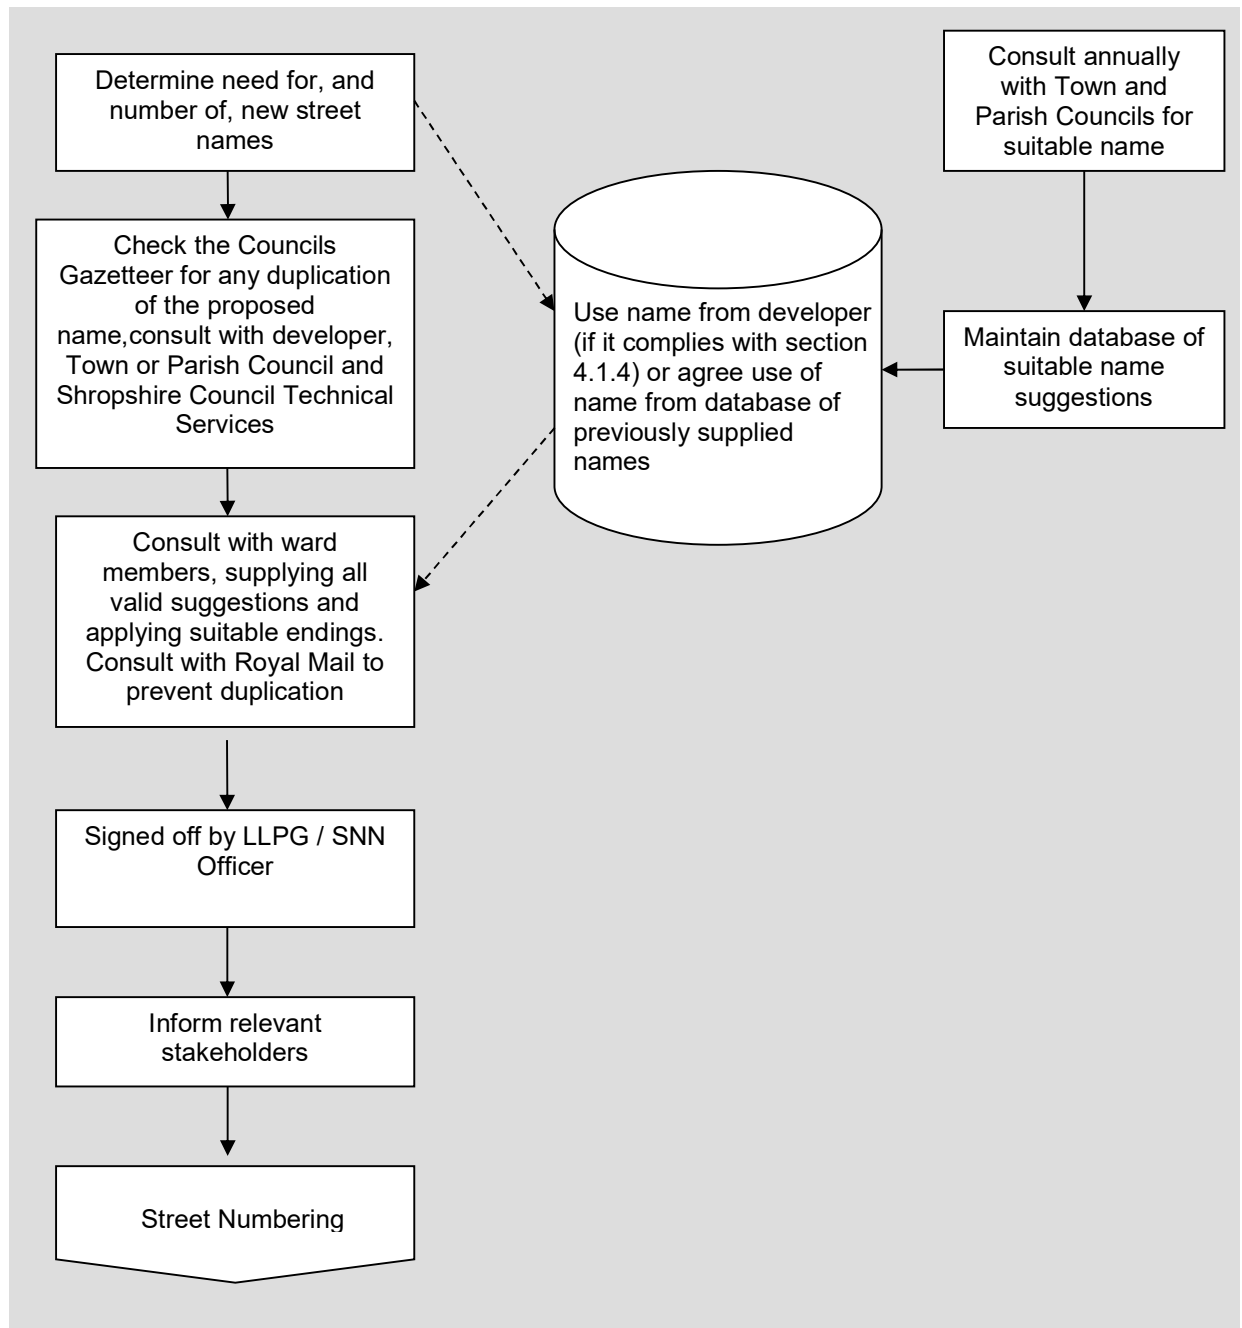 Determine need for, and
number of, new street
names
Check the Councils
Gazetteer for any duplication
of the proposed
name,consult with developer,
Town or Parish Council and
Shropshire Council Technical
Services
Consult with ward
members, supplying all
valid suggestions and
applying suitable endings.
Consult with Royal Mail to
prevent duplication
Signed off by LLPG / SNN
Officer
Inform relevant
stakeholders
Street Numbering
Use name from developer
(if it complies with section
4.1.4) or agree use of
name from database of
previously supplied
names
Consult annually
with Town and
Parish Councils for
suitable name
Maintain database of
suitable name
suggestions